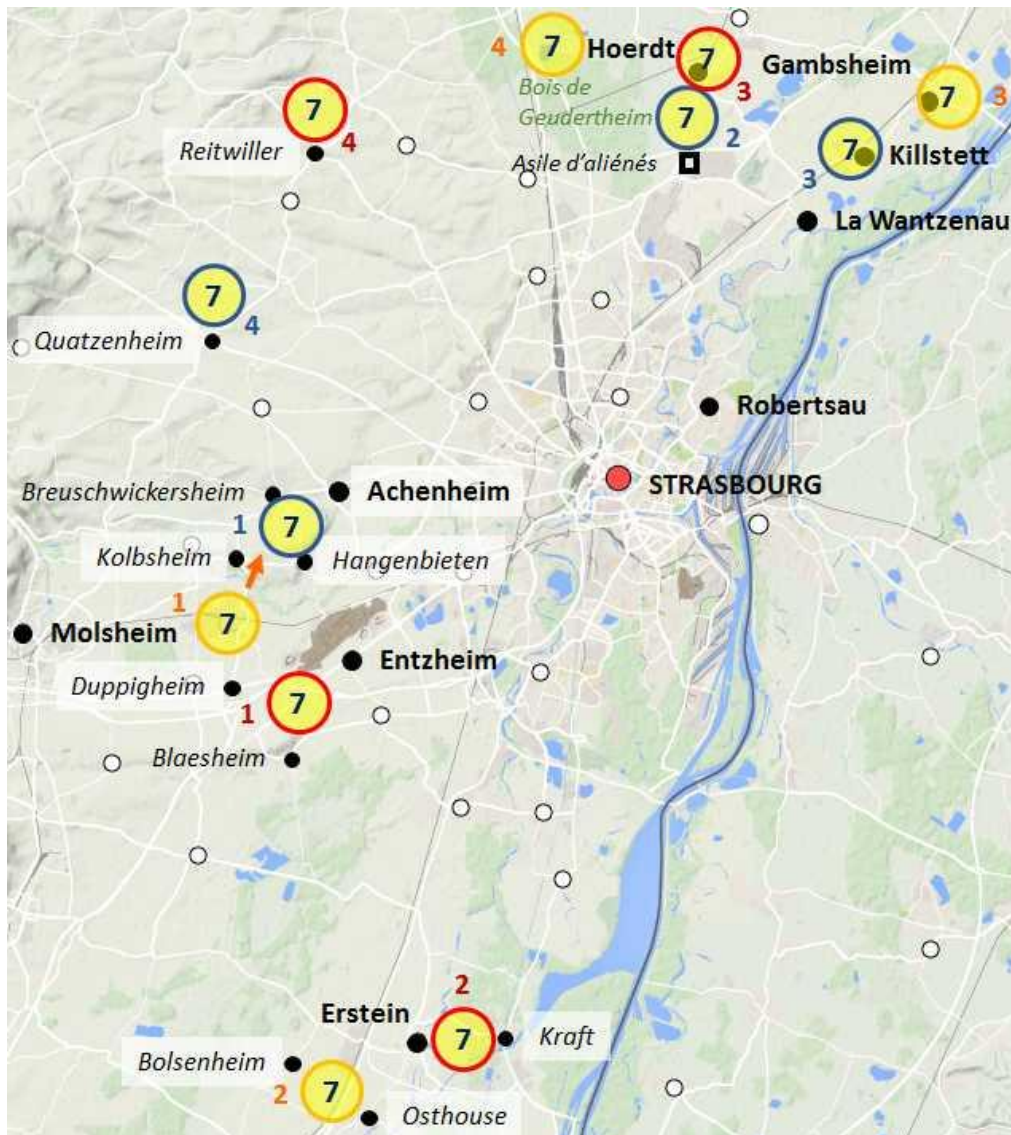 4
7
Hoerdt
7
3
Gambsheim
7
3
Bois de
Geudertheim
7
2
7
4
Reitwiller
Asile d'aliénés
7
3
Killstett
La Wantzenau
7
4
Quatzenheim
Robertsau
STRASBOURG
Breuschwickersheim
Achenheim
1
7
Kolbsheim
Hangenbieten
1
7
Molsheim
Entzheim
Duppigheim
1
7
Blaesheim
2
Erstein
7
Kraft
Bolsenheim
2
7
Osthouse